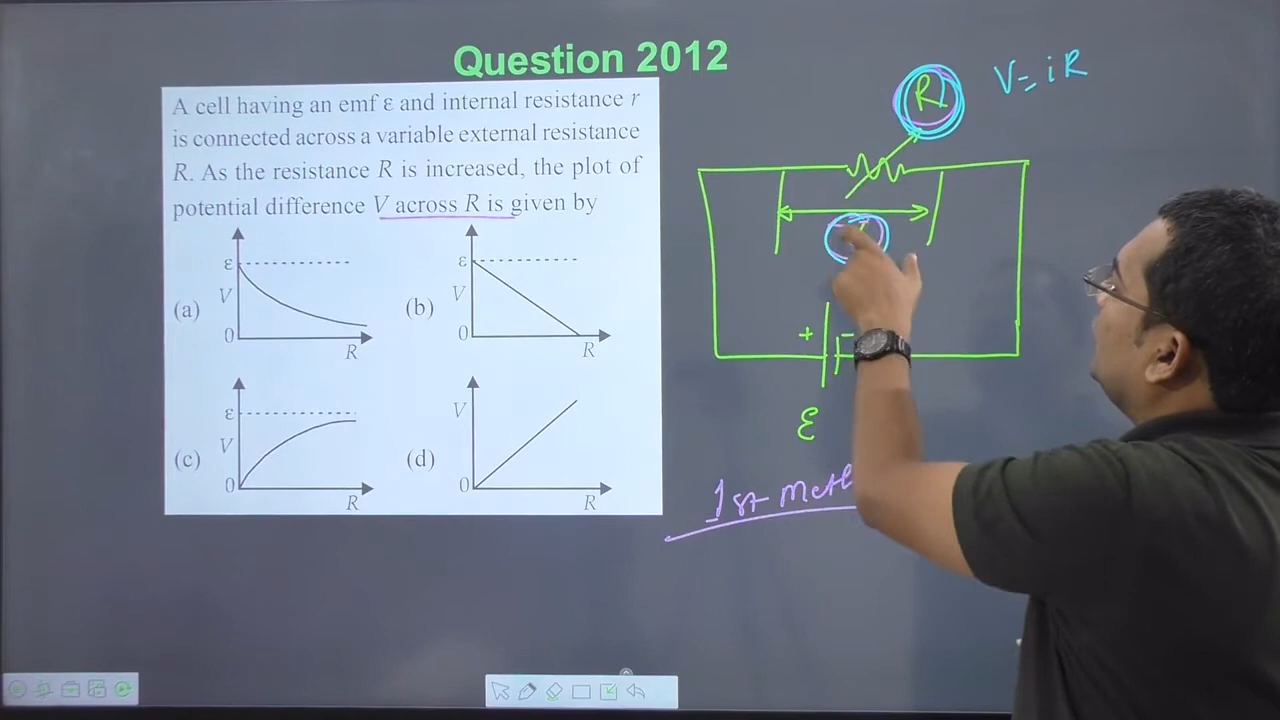 Question 2012
A cell having an emf ε and internal resistance r
is connected across a variable external resistance
R. As the resistance R is increased, the plot of
potential difference V across R is given by
(a) ε V 0 R
(b) ε V 0 R
(c) ε V 0 R
(d) V 0 R
R
V = iR
+ -
ε
1st